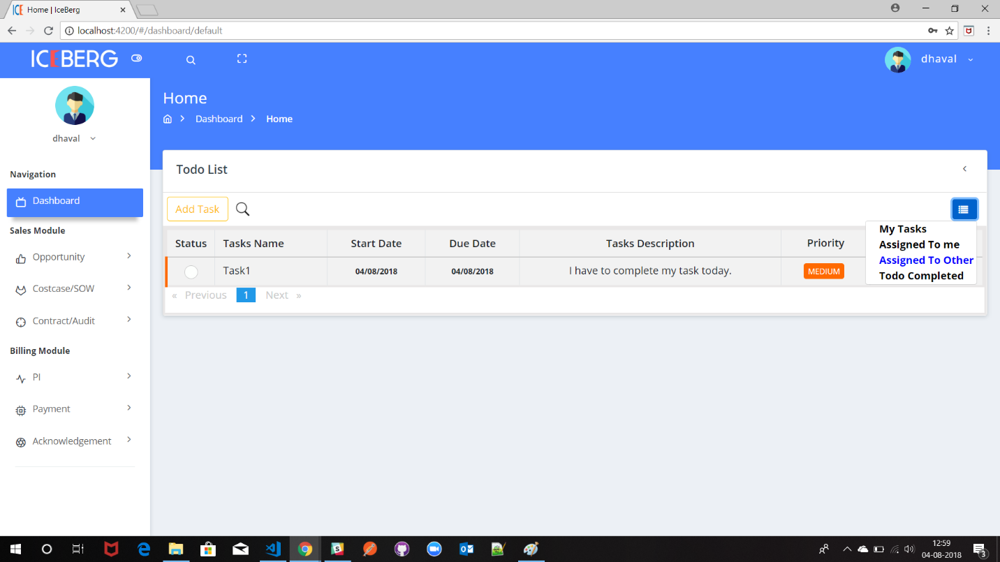 Home | IceBerg
localhost:4200/#/dashboard/default
ICEBERG
dhaval
dhaval
Navigation
Dashboard
Sales Module
Opportunity
Costcase/SOW
Contract/Audit
Billing Module
PI
Payment
Acknowledgement
Home
Dashboard Home
Todo List
Add Task
Status Tasks Name Start Date Due Date Tasks Description Priority
Task1 04/08/2018 04/08/2018 I have to complete my task today. MEDIUM
« Previous 1 Next »
My Tasks
Assigned To me
Assigned To Other
Todo Completed
12:59
04-08-2018
3